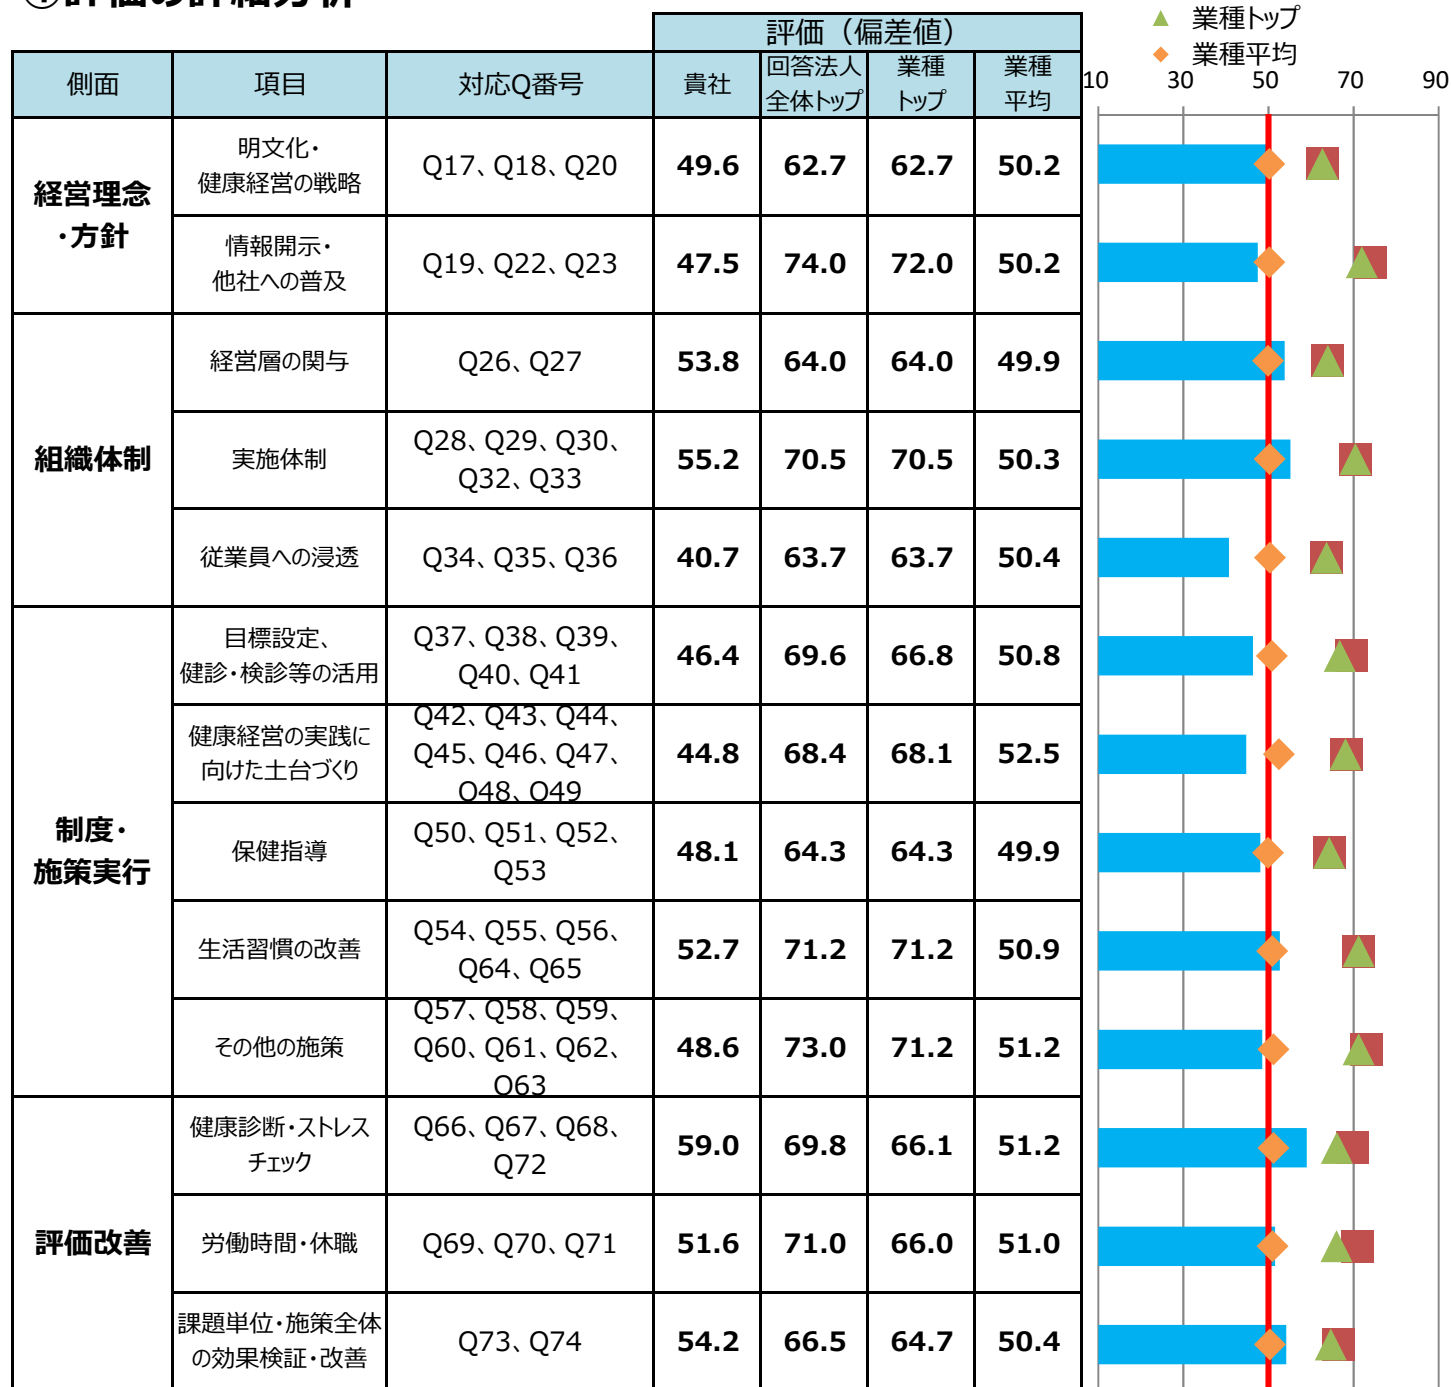 評価（偏差値）
▲ 業種トップ
◆ 業種平均
側面 項目 対応Q番号 貴社 回答法人 業種 業種
全体トップ トップ 平均
10 30 50 70 90
経営理念
・方針
明文化・
健康経営の戦略
Q17、Q18、Q20 49.6 62.7 62.7 50.2
情報開示・
他社への普及
Q19、Q22、Q23 47.5 74.0 72.0 50.2
組織体制
経営層の関与 Q26、Q27 53.8 64.0 64.0 49.9
実施体制
Q28、Q29、Q30、
Q32、Q33
55.2 70.5 70.5 50.3
従業員への浸透 Q34、Q35、Q36 40.7 63.7 63.7 50.4
制度・
施策実行
目標設定、
健診・検診等の活用
Q37、Q38、Q39、
Q40、Q41
46.4 69.6 66.8 50.8
健康経営の実践に
向けた土台づくり
Q42、Q43、Q44、
Q45、Q46、Q47、
Q48、Q49
44.8 68.4 68.1 52.5
保健指導
Q50、Q51、Q52、
Q53
48.1 64.3 64.3 49.9
生活習慣の改善
Q54、Q55、Q56、
Q64、Q65
52.7 71.2 71.2 50.9
その他の施策
Q57、Q58、Q59、
Q60、Q61、Q62、
Q63
48.6 73.0 71.2 51.2
評価改善
健康診断・ストレス
チェック
Q66、Q67、Q68、
Q72
59.0 69.8 66.1 51.2
労働時間・休職 Q69、Q70、Q71 51.6 71.0 66.0 51.0
課題単位・施策全体
の効果検証・改善
Q73、Q74 54.2 66.5 64.7 50.4